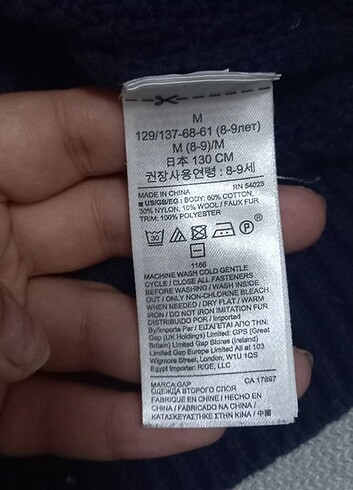 M
129/137-68-61 (8-9лет)
M (8-9)/M
日本 130 CM
권장사용연령 : 8-9세
MADE IN CHINA RN 54023
■ US/GB/EG : BODY: 60% COTTON,
30% NYLON, 10% WOOL / FAUX FUR
TRIM: 100% POLYESTER
30
P
1166
MACHINE WASH COLD GENTLE
CYCLE / CLOSE ALL FASTENERS
BEFORE WASHING / WASH INSIDE
OUT / ONLY NON-CHLORINE BLEACH
WHEN NEEDED / DRY FLAT / WARM
IRON / DO NOT IRON IMITATION FUR
DISTRIBUIDO POR / Imported
By/Importe Par / ΕΙΣΑΓΕΤΑΙ ΑΠΟ ΤΗΝ:
Gap (UK Holdings) Limited: GPS (Great
Britain) Limited Gap Stores (Ireland)
Limited Gap Europe Limited All at 103
Wigmore Street, London, W1U 1QS
Egypt Importer: RIGE, LLC
MARCA:GAP CA 17897
ОДЕЖДА ВТОРОГО СЛОЯ
FABRIQUE EN CHINE / HECHO EN
CHINA / FABRICADO NA CHINA /
ΚΑΤΑΣΚΕΥΑΣΤΗΚΕ ΣΤΗΝ ΚΙΝΑ / 中國